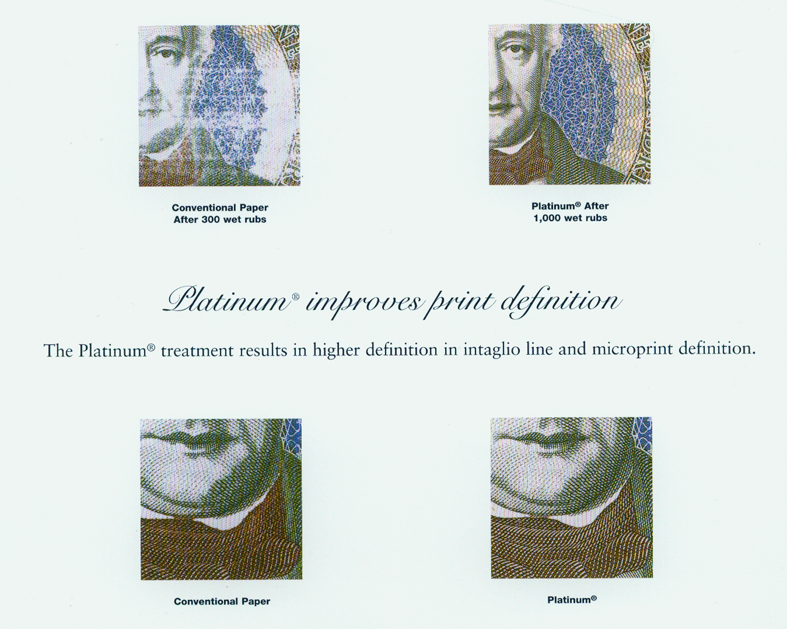 Conventional Paper
After 300 wet rubs
Platinum® After
1,000 wet rubs
Platinum® improves print definition
The Platinum® treatment results in higher definition in intaglio line and microprint definition.
Conventional Paper
Platinum®